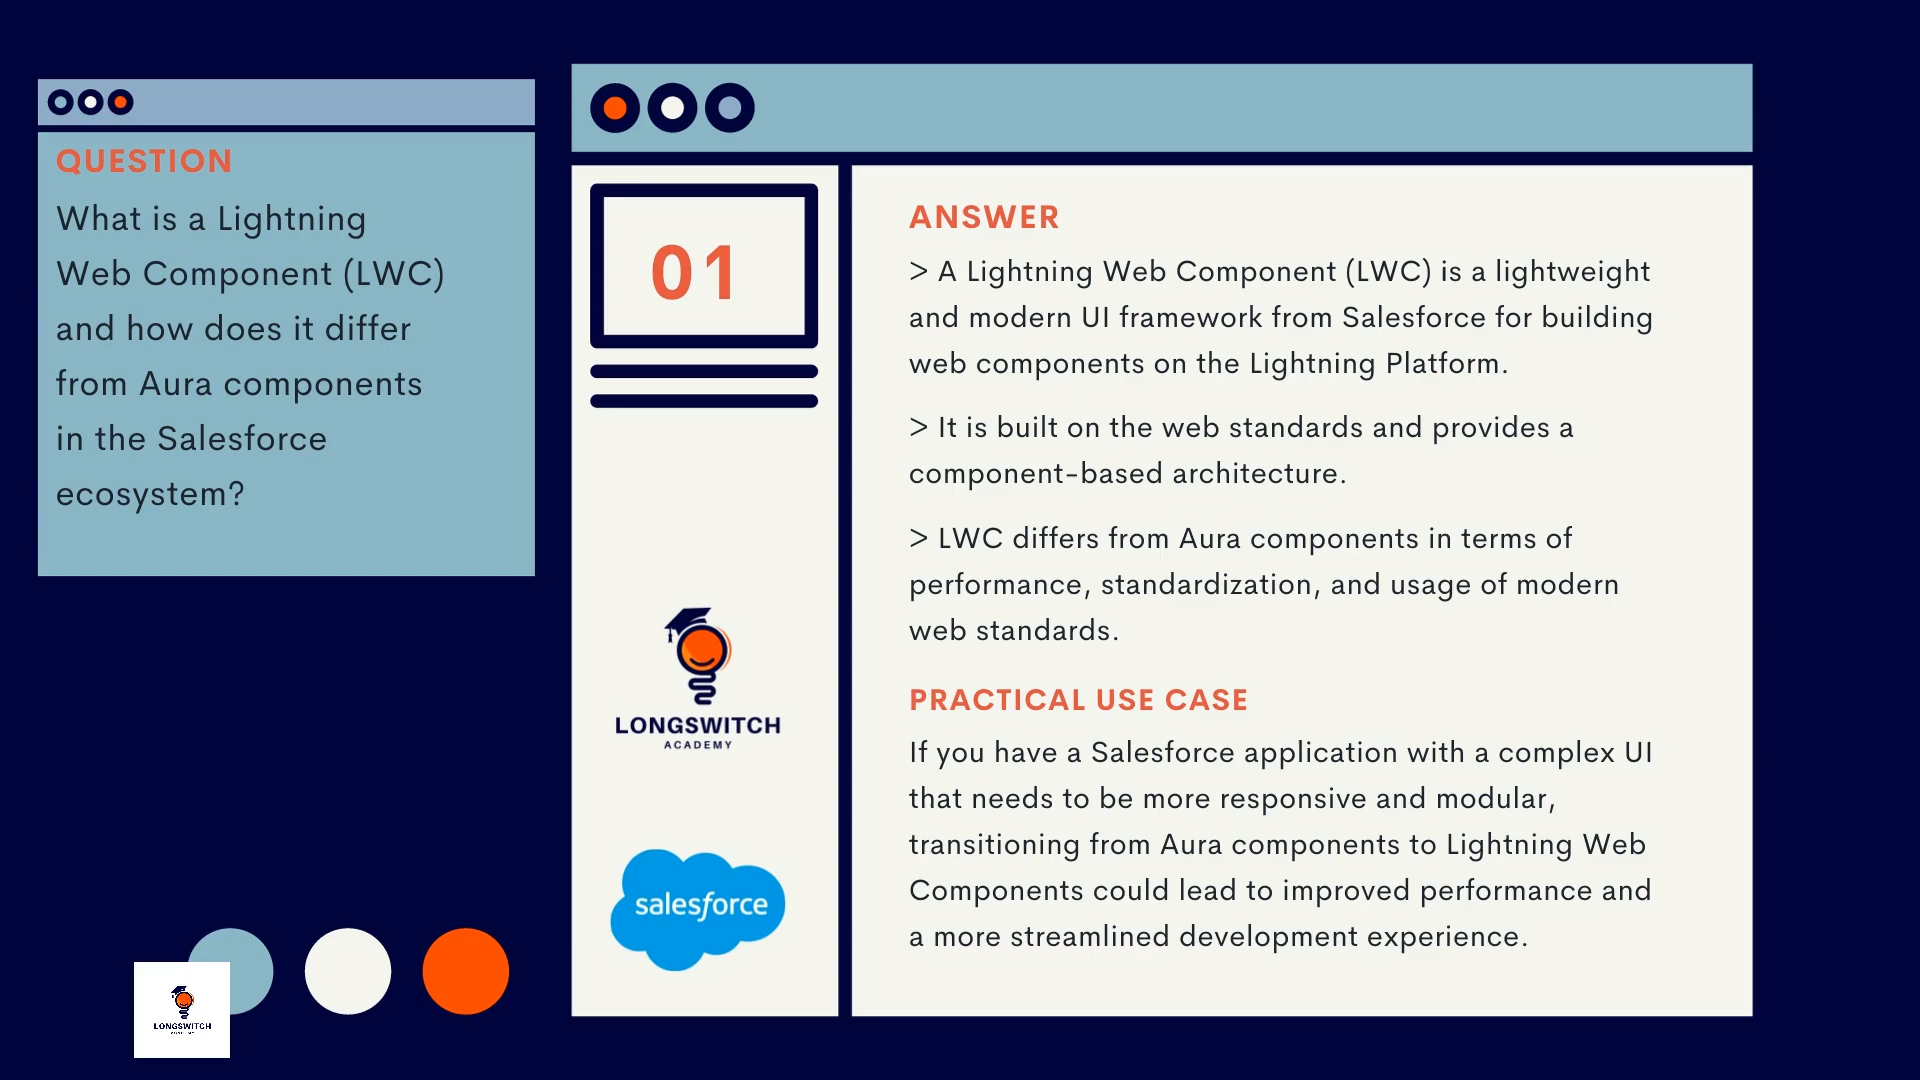 QUESTION
What is a Lightning
Web Component (LWC)
and how does it differ
from Aura components
in the Salesforce
ecosystem?
01
LONGSWITCH
ACADEMY
salesforce
ANSWER
> A Lightning Web Component (LWC) is a lightweight
and modern UI framework from Salesforce for building
web components on the Lightning Platform.
> It is built on the web standards and provides a
component-based architecture.
> LWC differs from Aura components in terms of
performance, standardization, and usage of modern
web standards.
PRACTICAL USE CASE
If you have a Salesforce application with a complex UI
that needs to be more responsive and modular,
transitioning from Aura components to Lightning Web
Components could lead to improved performance and
a more streamlined development experience.
LONGSWITCH